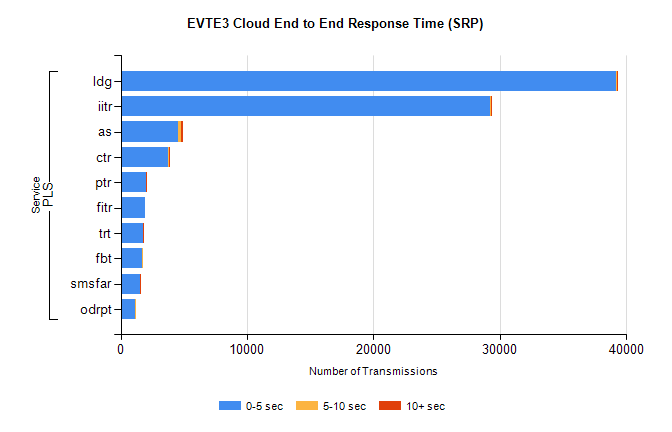 EVTE3 Cloud End to End Response Time (SRP)
Service
PLS
ldg
iitr
as
ctr
ptr
fitr
trt
fbt
smsfar
odrpt
0 10000 20000 30000 40000
Number of Transmissions
0-5 sec 5-10 sec 10+ sec